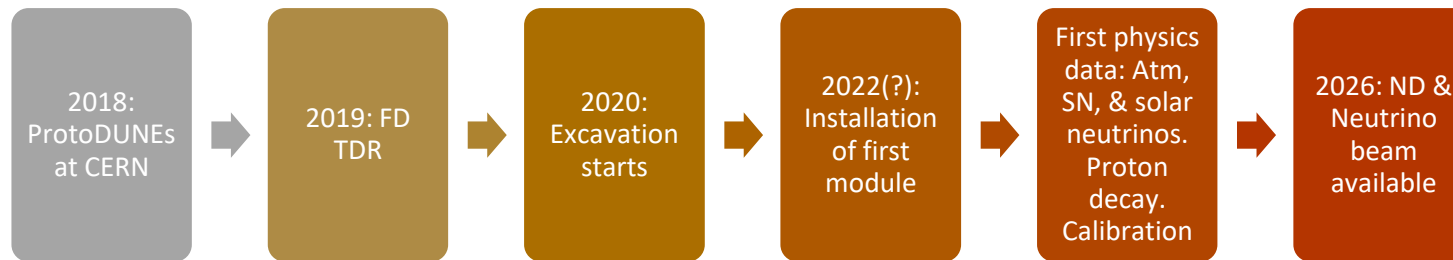 2018:
ProtoDUNEs
at CERN
2019: FD
TDR
2020:
Excavation
starts
2022(?):
Installation
of first
module
First physics
data: Atm,
SN, & solar
neutrinos.
Proton
decay.
Calibration
2026: ND &
Neutrino
beam
available